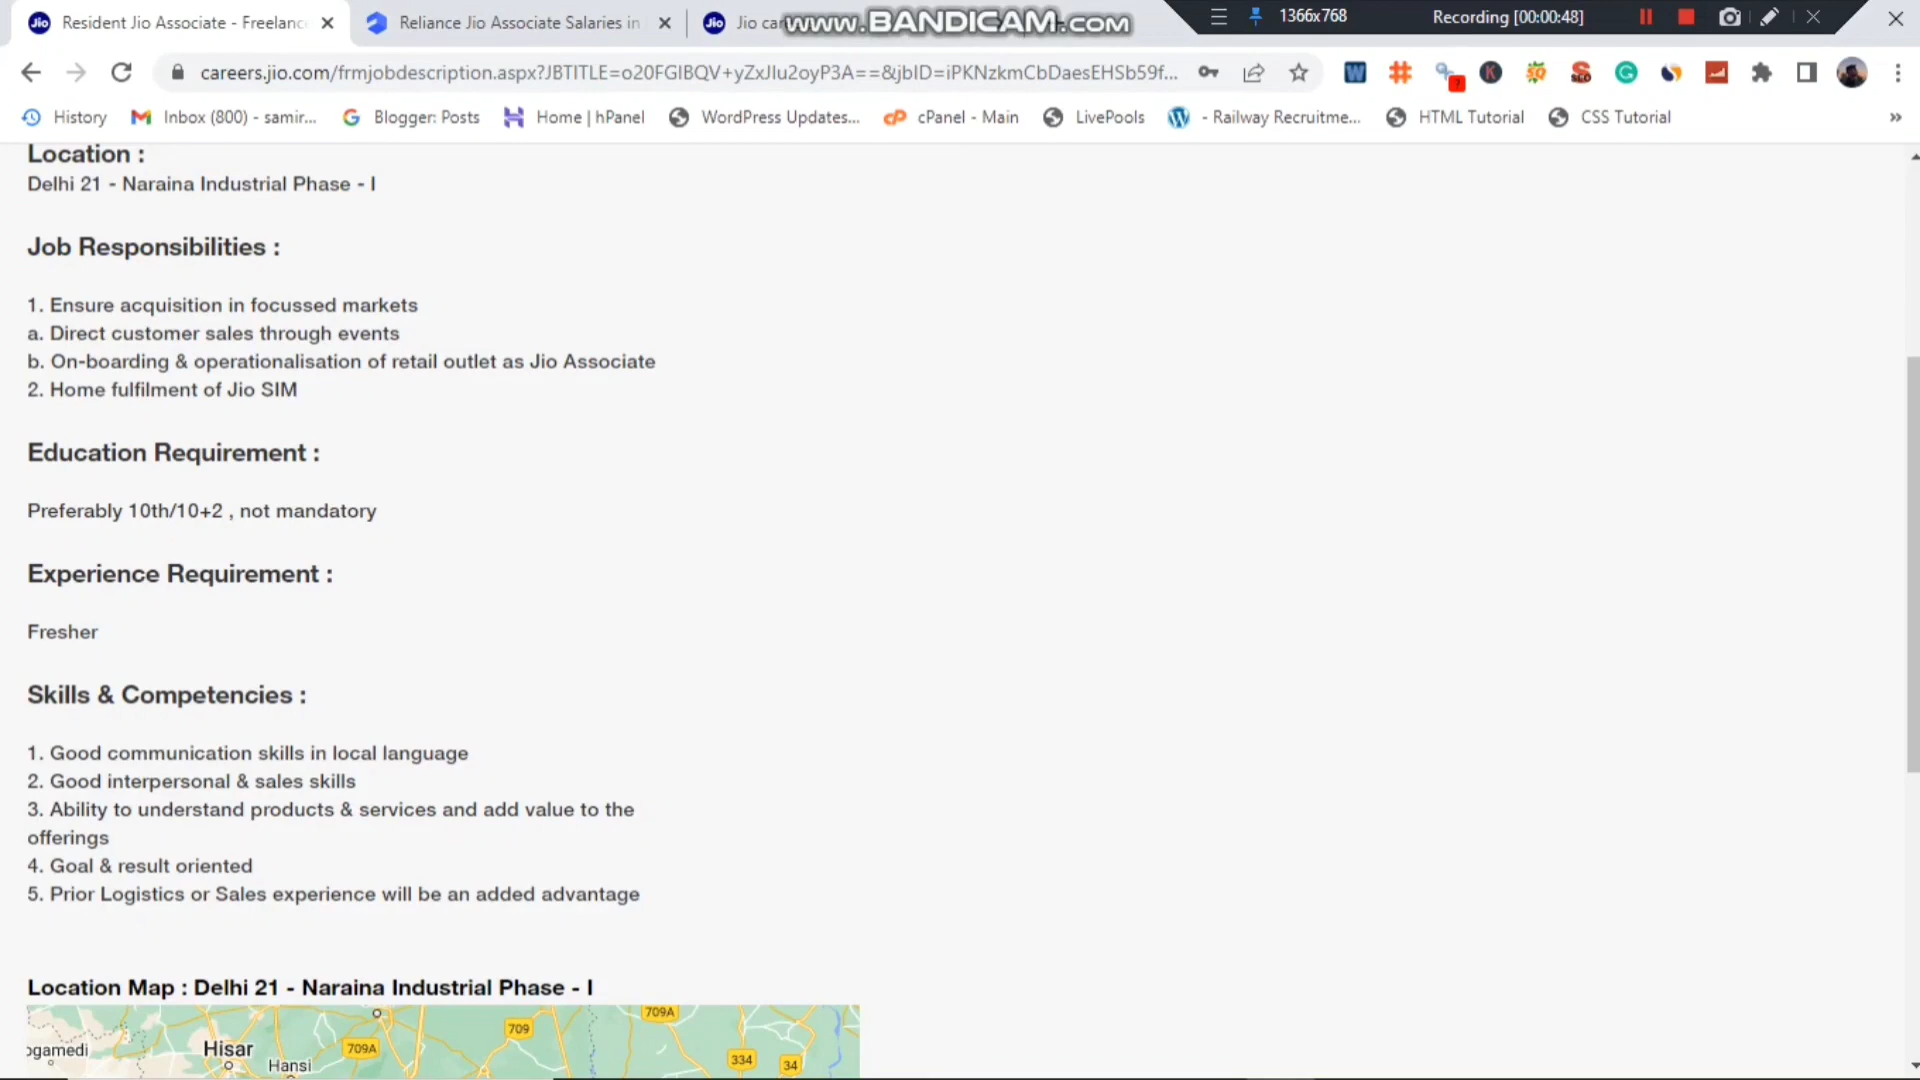 Resident Jio Associate - Freelance
Reliance Jio Associate Salaries in
Jio
www.BANDICAM.com
1366x768
Recording [00:00:48]
careers.jio.com/frmjobdescription.aspx?JBTITLE=o20FGlBQV+yZxJlu2oyP3A==&jbID=iPKNzkmCbDaesEHSb59f...
History
Inbox (800) - samir...
Blogger: Posts
Home | hPanel
WordPress Updates...
cPanel - Main
LivePools
- Railway Recruitme...
HTML Tutorial
CSS Tutorial
Location :
Delhi 21 - Naraina Industrial Phase - I
Job Responsibilities :
1. Ensure acquisition in focussed markets
a. Direct customer sales through events
b. On-boarding & operationalisation of retail outlet as Jio Associate
2. Home fulfilment of Jio SIM
Education Requirement :
Preferably 10th/10+2 , not mandatory
Experience Requirement :
Fresher
Skills & Competencies :
1. Good communication skills in local language
2. Good interpersonal & sales skills
3. Ability to understand products & services and add value to the
offerings
4. Goal & result oriented
5. Prior Logistics or Sales experience will be an added advantage
Location Map : Delhi 21 - Naraina Industrial Phase - I
709A
709
709A
Hisar
ogamedi
334
34
Hansi